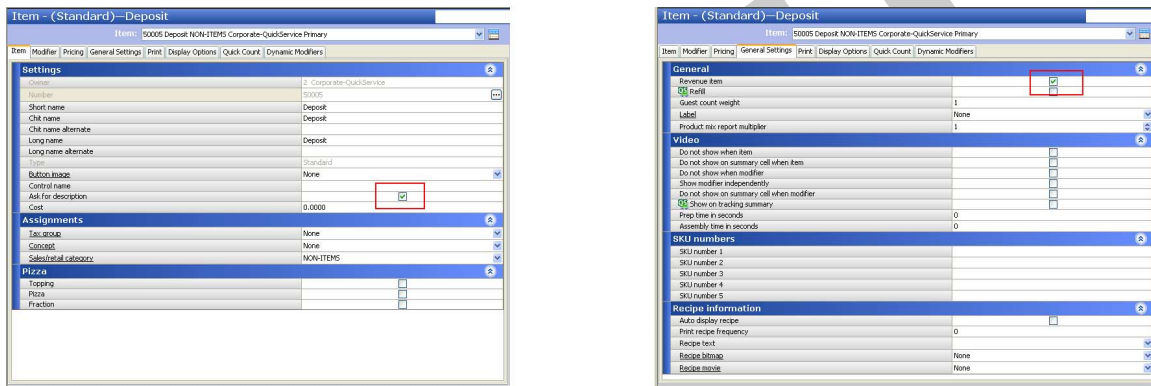 Item - (Standard)—Deposit
Item: 50005 Deposit NON-ITEMS Corporate-QuickService Primary
Item Modifier Pricing General Settings Print Display Options Quick Count Dynamic Modifiers
Settings
Owner 2 Corporate-QuickService
Number 50005
Short name Deposit
Chit name Deposit
Chit name alternate
Long name Deposit
Long name alternate
Type Standard
Button image None
Control name
Ask for description
Cost 0.0000
Assignments
Tax group None
Concept None
Sales/retail category NON-ITEMS
Pizza
Topping
Pizza
Fraction
Item - (Standard)—Deposit
Item: 50005 Deposit NON-ITEMS Corporate-QuickService Primary
Item Modifier Pricing General Settings Print Display Options Quick Count Dynamic Modifiers
General
Revenue item
Refill
Guest count weight 1
Label None
Product mix report multiplier 1
Video
Do not show when item
Do not show on summary cell when item
Do not show when modifier
Show modifier independently
Do not show on summary cell when modifier
Show on tracking summary
Prep time in seconds 0
Assembly time in seconds 0
SKU numbers
SKU number 1
SKU number 2
SKU number 3
SKU number 4
SKU number 5
Recipe information
Auto display recipe
Print recipe frequency 0
Recipe text
Recipe bitmap None
Recipe movie None